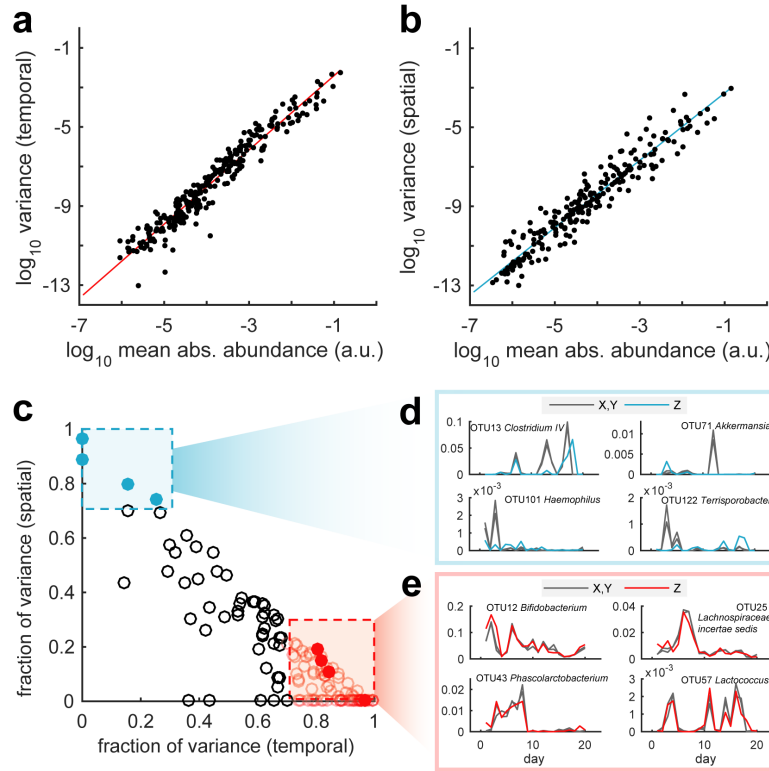 a
log10 variance (temporal)
-1
-5
-9
-13
-7
-5
-3
-1
log10 mean abs. abundance (a.u.)
b
log10 variance (spatial)
-1
-5
-9
-13
-7
-5
-3
-1
log10 mean abs. abundance (a.u.)
c
fraction of variance (spatial)
1
0.8
0.6
0.4
0.2
0
0
0.2
0.4
0.6
0.8
1
fraction of variance (temporal)
d
X,Y Z
OTU13 Clostridium IV
0.1
0.05
0
OTU71 Akkermansia
0.01
0.005
0
OTU101 Haemophilus
×10-3
3
2
1
0
OTU122 Terrisporobacter
×10-3
2
1
0
e
X,Y Z
OTU12 Bifidobacterium
0.2
0.1
0
OTU25
Lachnospiraceae
incertae sedis
0.04
0.02
0
OTU43 Phascolarctobacterium
0.02
0.01
0
0 10 20
day
OTU57 Lactococcus
×10-3
3
2
1
0
0 10 20
day